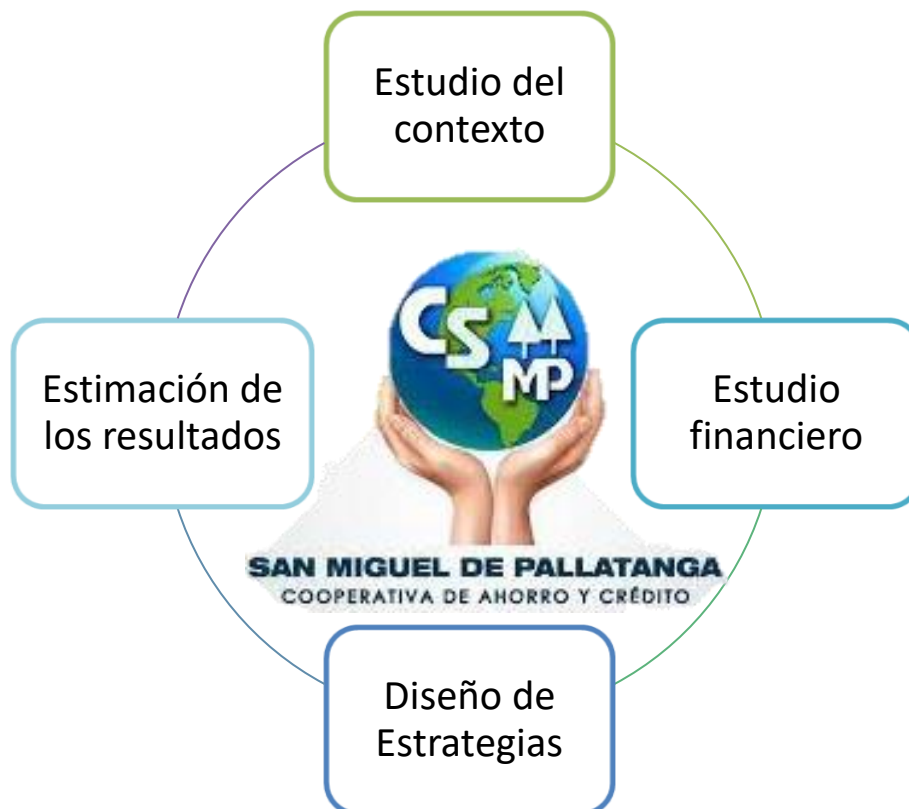 Estudio del
contexto
Estimación de
los resultados
CS
MP
Estudio
financiero
SAN MIGUEL DE PALLATANGA
COOPERATIVA DE AHORRO Y CRÉDITO
Diseño de
Estrategias